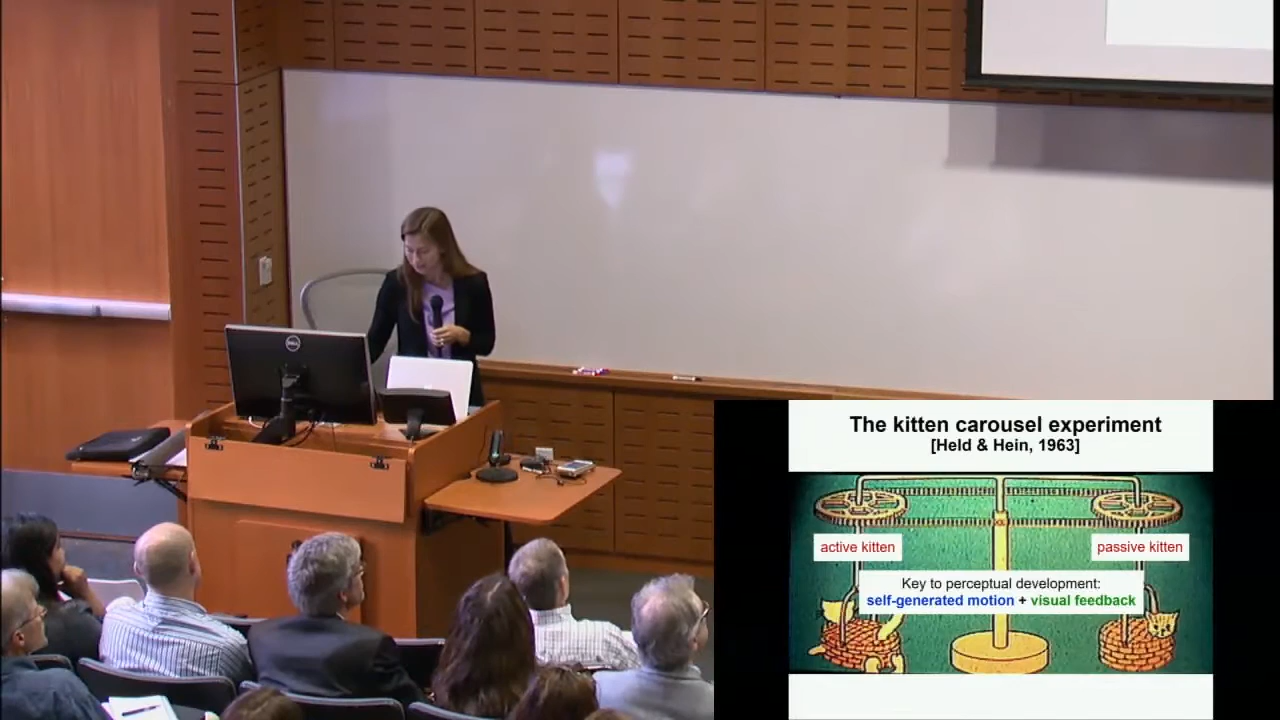 DELL
The kitten carousel experiment
[Held & Hein, 1963]
active kitten
passive kitten
Key to perceptual development:
self-generated motion + visual feedback